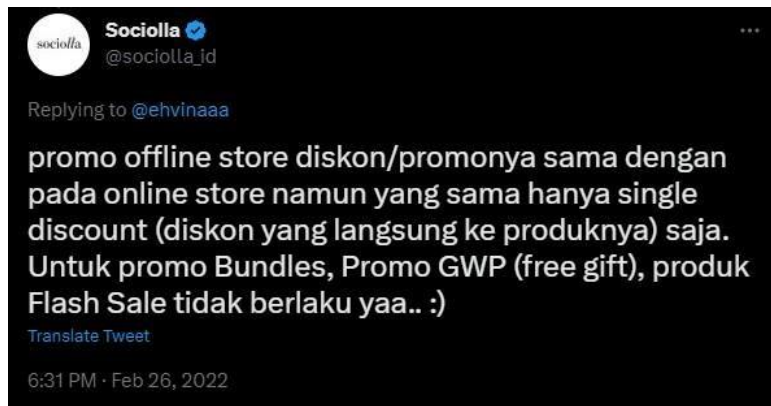 sociolla
Sociolla
@sociolla_id
Replying to @ehvinaaa
promo offline store diskon/promonya sama dengan
pada online store namun yang sama hanya single
discount (diskon yang langsung ke produknya) saja.
Untuk promo Bundles, Promo GWP (free gift), produk
Flash Sale tidak berlaku yaa.. :)
Translate Tweet
6:31 PM · Feb 26, 2022